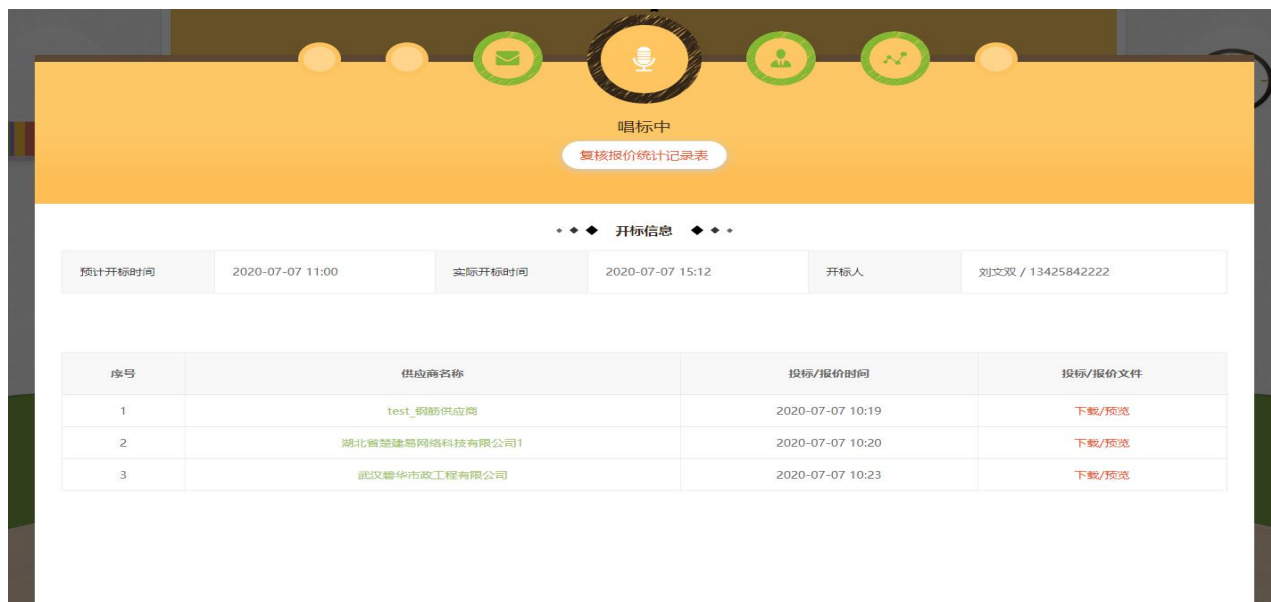 唱标中
复核报价统计记录表
开标信息
预计开标时间 2020-07-07 11:00 实际开标时间 2020-07-07 15:12 开标人 刘文双 / 13425842222
序号 供应商名称 投标/报价时间 投标/报价文件
1 test_钢筋供应商 2020-07-07 10:19 下载/预览
2 湖北省楚建易网络科技有限公司1 2020-07-07 10:20 下载/预览
3 武汉碧华市政工程有限公司 2020-07-07 10:23 下载/预览